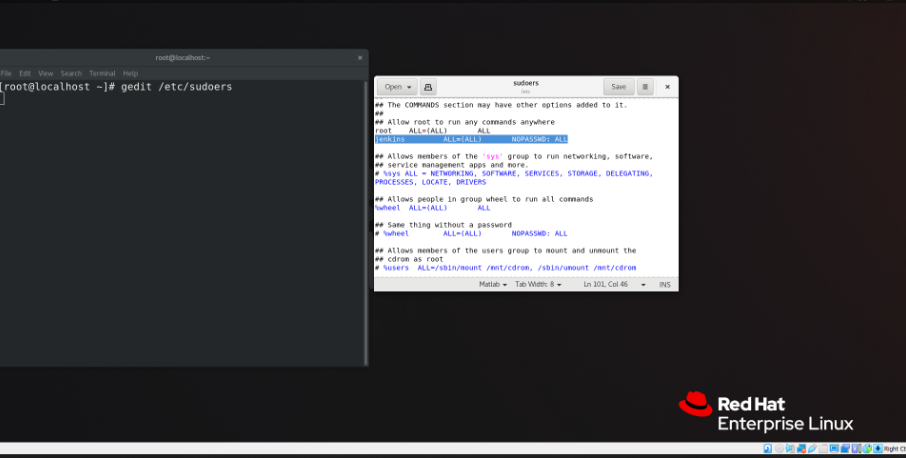 root@localhost:~
File Edit View Search Terminal Help
[root@localhost ~]# gedit /etc/sudoers
Open
sudoers
/etc
Save
## The COMMANDS section may have other options added to it.
##
## Allow root to run any commands anywhere
root ALL=(ALL) ALL
jenkins ALL=(ALL) NOPASSWD: ALL
## Allows members of the 'sys' group to run networking, software,
## service management apps and more.
# %sys ALL = NETWORKING, SOFTWARE, SERVICES, STORAGE, DELEGATING,
PROCESSES, LOCATE, DRIVERS
## Allows people in group wheel to run all commands
%wheel ALL=(ALL) ALL
## Same thing without a password
# %wheel ALL=(ALL) NOPASSWD: ALL
## Allows members of the users group to mount and unmount the
## cdrom as root
# %users ALL=/sbin/mount /mnt/cdrom, /sbin/umount /mnt/cdrom
Matlab Tab Width: 8 Ln 101, Col 46 INS
Red Hat
Enterprise Linux
Right Ct